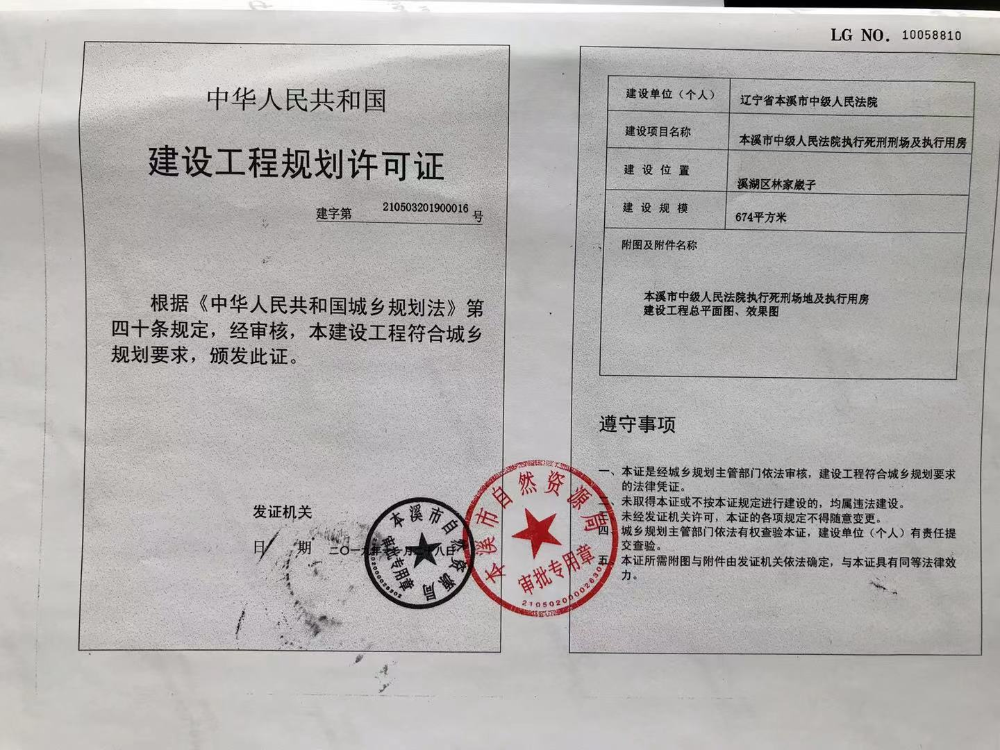 LG NO. 10058810
中华人民共和国
建设工程规划许可证
建字第 210503201900016 号
根据《中华人民共和国城乡规划法》第
四十条规定，经审核，本建设工程符合城乡
规划要求，颁发此证。
发证机关
日 期 二〇一九年十一月二十八日
本溪市自然资源局
审批专用章
本溪市自然资源局
审批专用章
210502000026302
建设单位（个人） 辽宁省本溪市中级人民法院
建设项目名称 本溪市中级人民法院执行死刑刑场及执行用房
建设位置 溪湖区林家崴子
建设规模 674平方米
附图及附件名称
本溪市中级人民法院执行死刑场地及执行用房
建设工程总平面图、效果图
遵守事项
一、本证是经城乡规划主管部门依法审核，建设工程符合城乡规划要求
的法律凭证。
二、未取得本证或不按本证规定进行建设的，均属违法建设。
三、未经发证机关许可，本证的各项规定不得随意变更。
四、城乡规划主管部门依法有权查验本证，建设单位（个人）有责任提
交查验。
五、本证所需附图与附件由发证机关依法确定，与本证具有同等法律效
力。